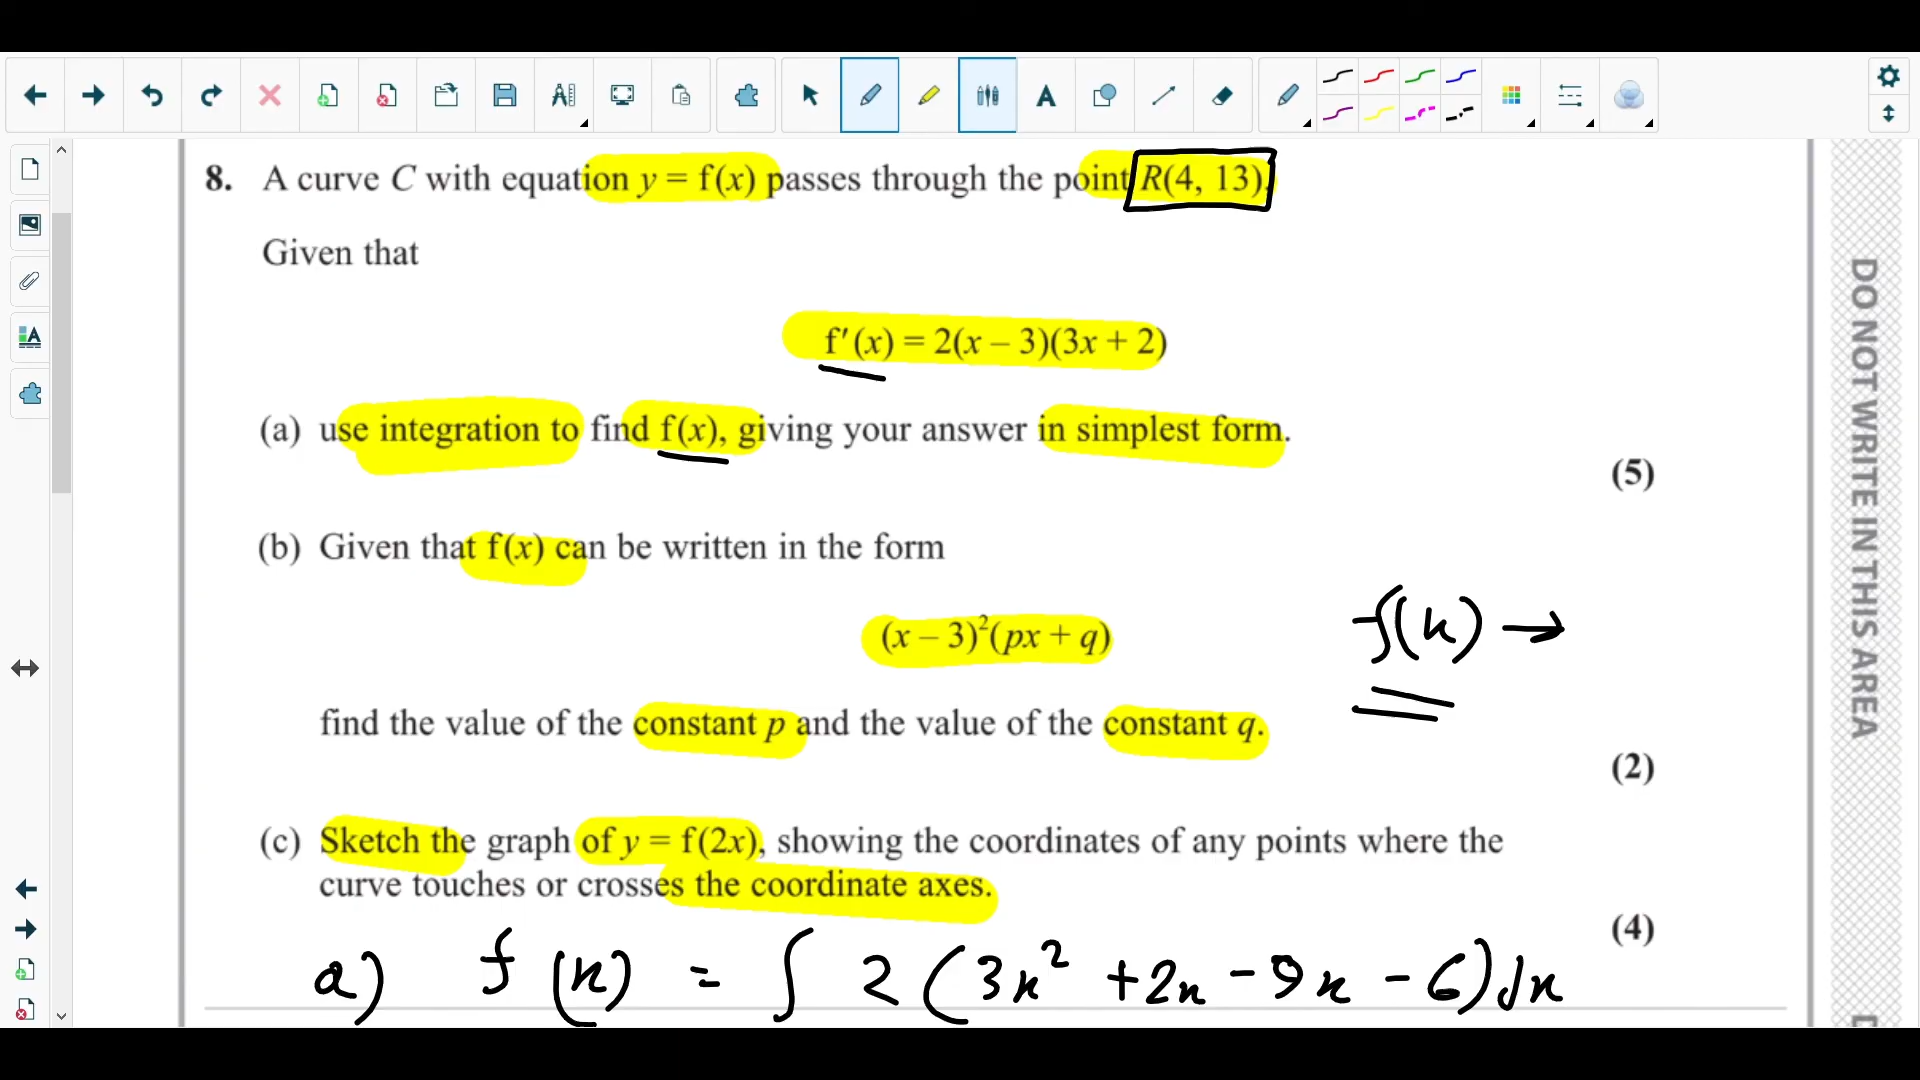 8. A curve C with equation y = f(x) passes through the point R(4, 13).
Given that
f′(x) = 2(x – 3)(3x + 2)
(a) use integration to find f(x), giving your answer in simplest form.
(5)
(b) Given that f(x) can be written in the form
(x – 3)²(px + q)
f(x) →
find the value of the constant p and the value of the constant q.
(2)
(c) Sketch the graph of y = f(2x), showing the coordinates of any points where the
curve touches or crosses the coordinate axes.
(4)
a) f(x) = ∫ 2(3x² + 2x - 9x - 6)dx
DO NOT WRITE IN THIS AREA